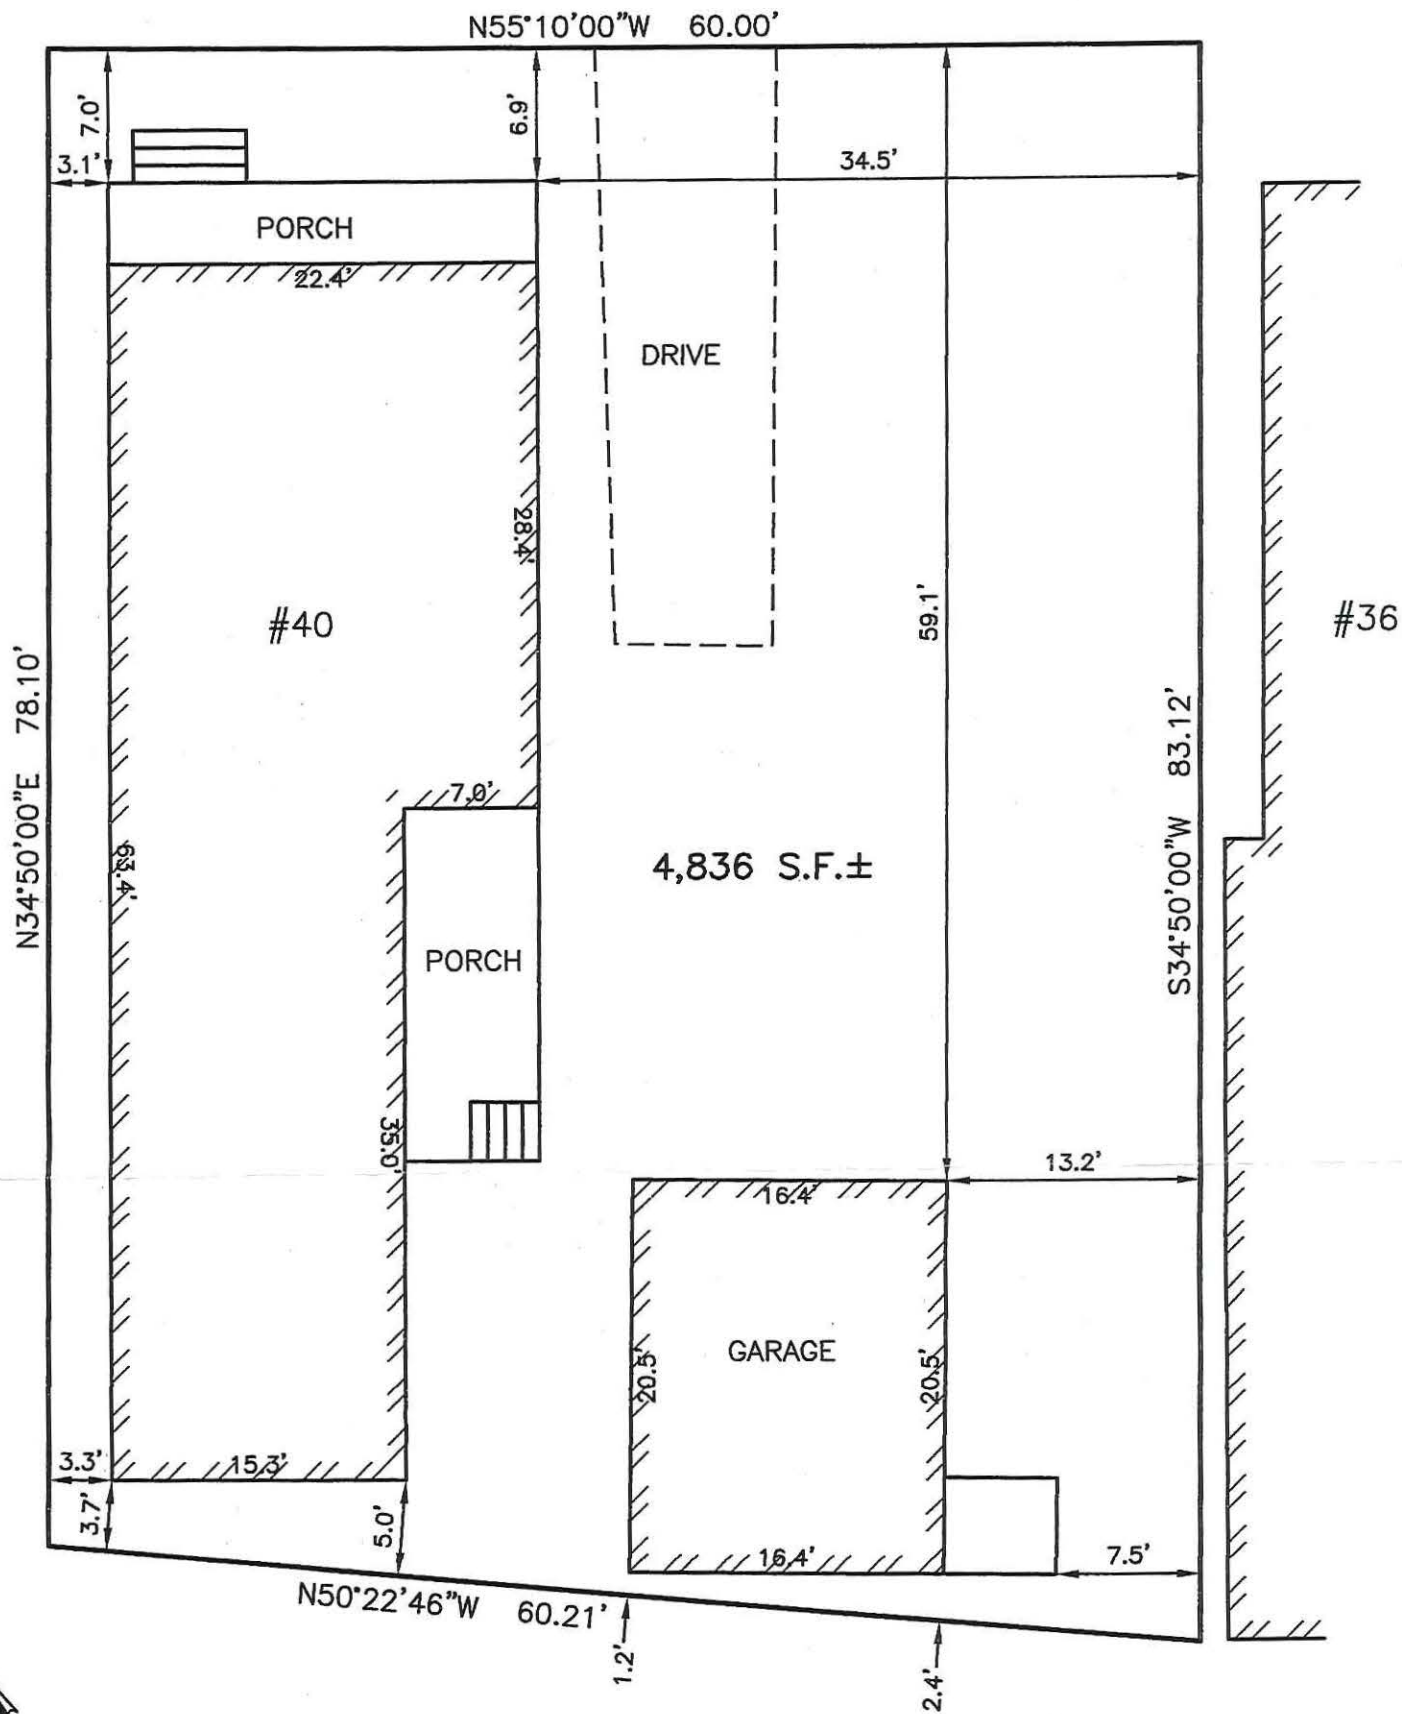 N55°10'00"W 60.00'
7.0'
6.9'
3.1'
34.5'
PORCH
22.4'
DRIVE
28.4'
#40
59.1'
#36
N34°50'00"E 78.10'
S34°50'00"W 83.12'
7.0'
63.4'
4,836 S.F.±
PORCH
35.0'
13.2'
16.4'
GARAGE
20.5'
20.5'
3.3'
15.3'
3.7'
5.0'
16.4'
7.5'
N50°22'46"W 60.21'
1.2'
2.4'